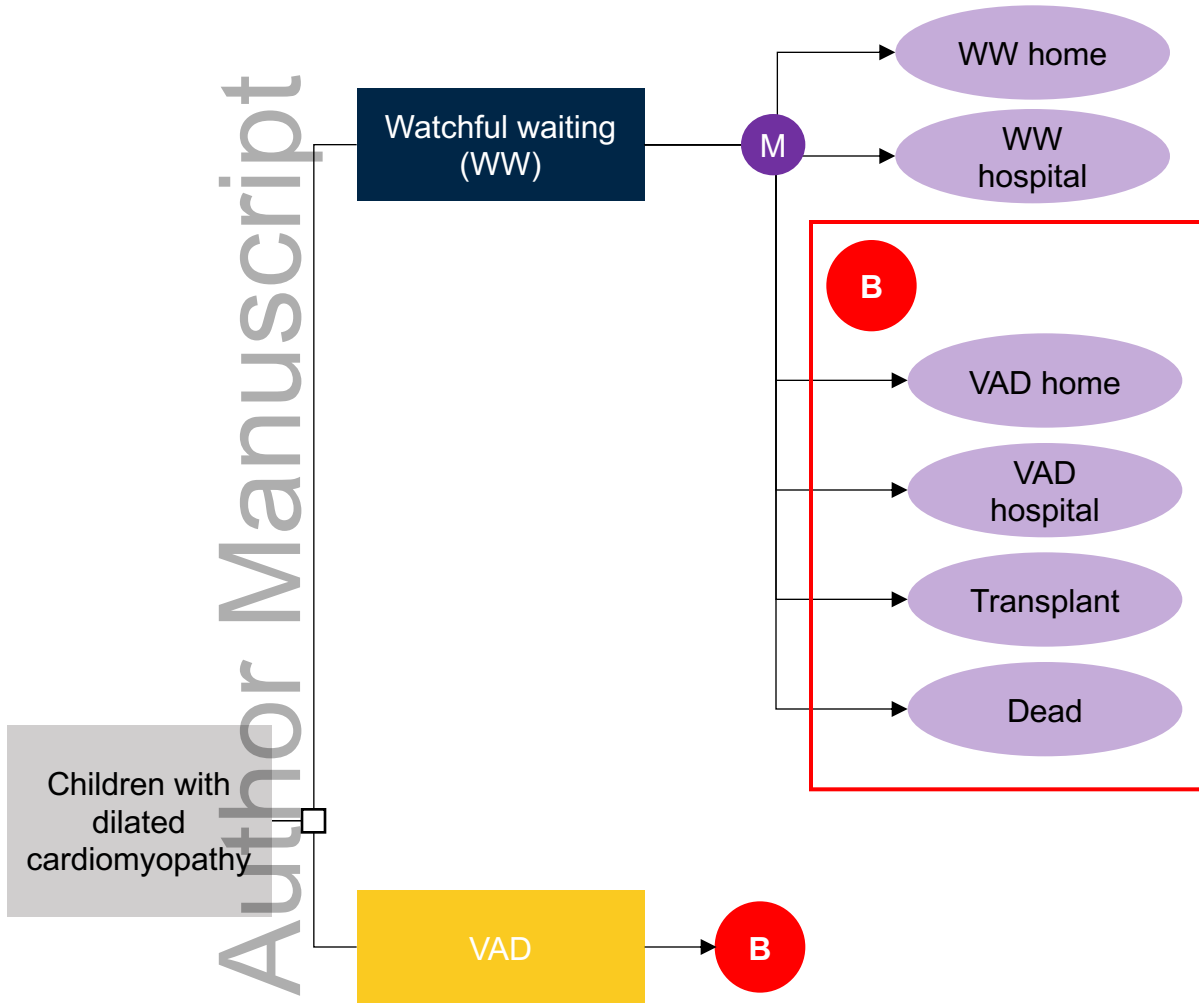 WW home
Watchful waiting
(WW)
M
WW
hospital
B
VAD home
VAD
hospital
Transplant
Dead
Children with
dilated
cardiomyopathy
VAD
B
Author Manuscript